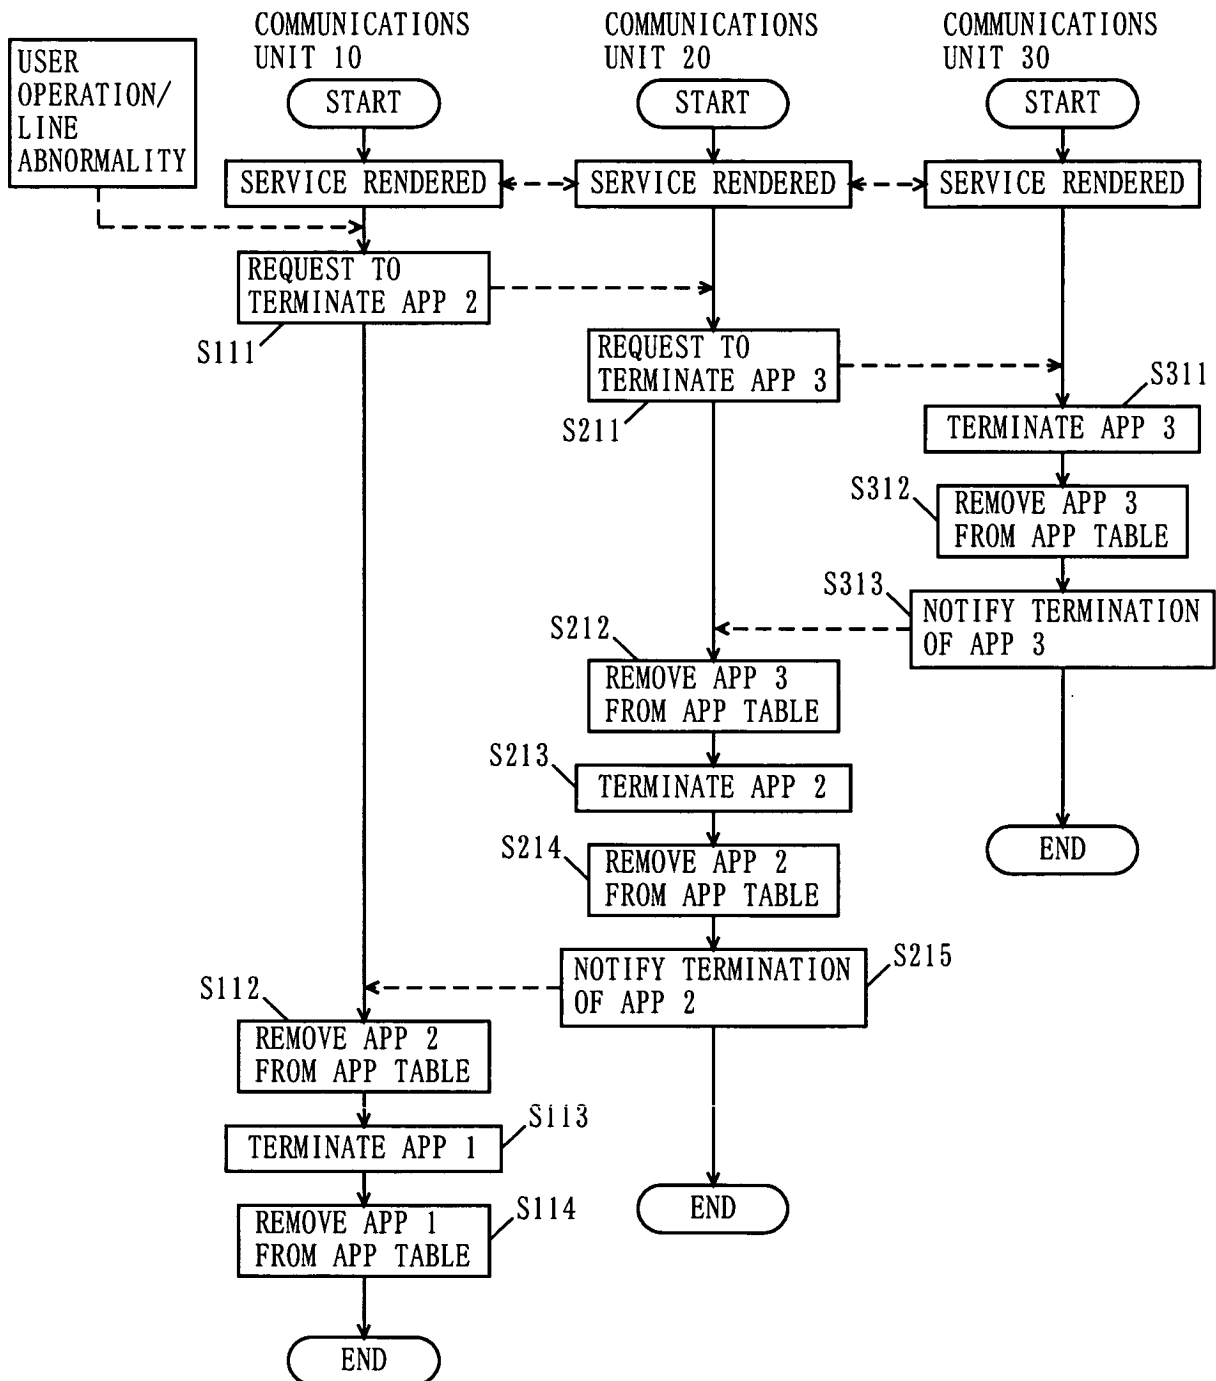 COMMUNICATIONS
UNIT 10
COMMUNICATIONS
UNIT 20
COMMUNICATIONS
UNIT 30
USER
OPERATION/
LINE
ABNORMALITY
START
START
START
SERVICE RENDERED
SERVICE RENDERED
SERVICE RENDERED
REQUEST TO
TERMINATE APP 2
S111
REQUEST TO
TERMINATE APP 3
S211
S311
TERMINATE APP 3
S312
REMOVE APP 3
FROM APP TABLE
S313
NOTIFY TERMINATION
OF APP 3
S212
REMOVE APP 3
FROM APP TABLE
S213
TERMINATE APP 2
S214
REMOVE APP 2
FROM APP TABLE
END
NOTIFY TERMINATION
OF APP 2
S215
S112
REMOVE APP 2
FROM APP TABLE
S113
TERMINATE APP 1
END
S114
REMOVE APP 1
FROM APP TABLE
END